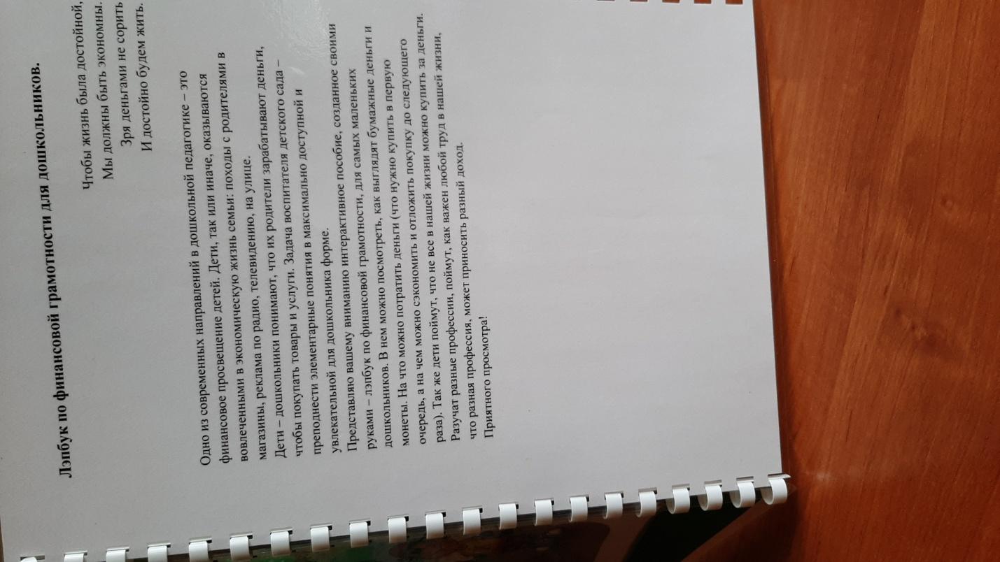 Лэпбук по финансовой грамотности для дошкольников.
Чтобы жизнь была достойной,
Мы должны быть экономны.
Зря деньгами не сорить
И достойно будем жить.
Одно из современных направлений в дошкольной педагогике – это
финансовое просвещение детей. Дети, так или иначе, оказываются
вовлеченными в экономическую жизнь семьи: походы с родителями в
магазины, реклама по радио, телевидению, на улице.
Дети – дошкольники понимают, что их родители зарабатывают деньги,
чтобы покупать товары и услуги. Задача воспитателя детского сада –
преподнести элементарные понятия в максимально доступной и
увлекательной для дошкольника форме.
Представляю вашему вниманию интерактивное пособие, созданное своими
руками – лэпбук по финансовой грамотности, для самых маленьких
дошкольников. В нем можно посмотреть, как выглядят бумажные деньги и
монеты. На что можно потратить деньги (что нужно купить в первую
очередь, а на чем можно сэкономить и отложить покупку до следующего
раза). Так же дети поймут, что не все в нашей жизни можно купить за деньги.
Разучат разные профессии, поймут, как важен любой труд в нашей жизни,
что разная профессия, может приносить разный доход.
Приятного просмотра!